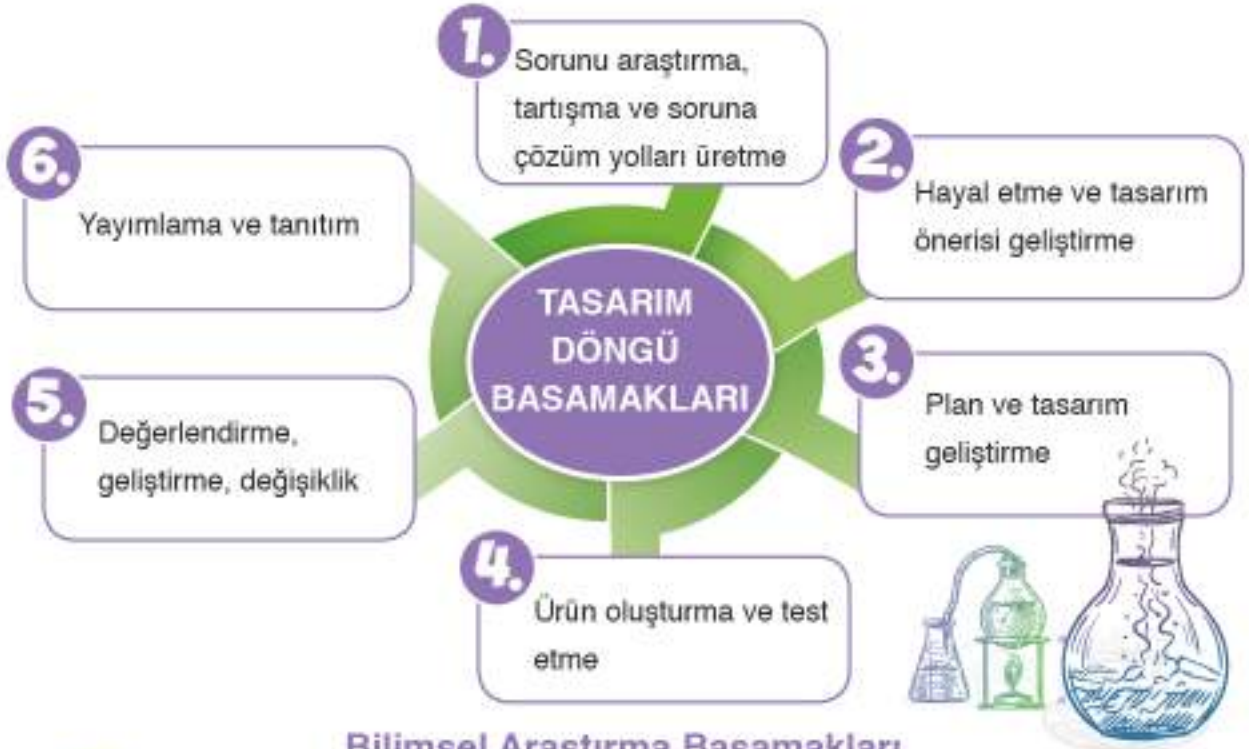 1.
Sorunu araştırma,
tartışma ve soruna
çözüm yolları üretme
2.
Hayal etme ve tasarım
önerisi geliştirme
3.
Plan ve tasarım
geliştirme
4.
Ürün oluşturma ve test
etme
5.
Değerlendirme,
geliştirme, değişiklik
6.
Yayımlama ve tanıtım
TASARIM
DÖNGÜ
BASAMAKLARI
Bilimsel Araştırma Basamakları